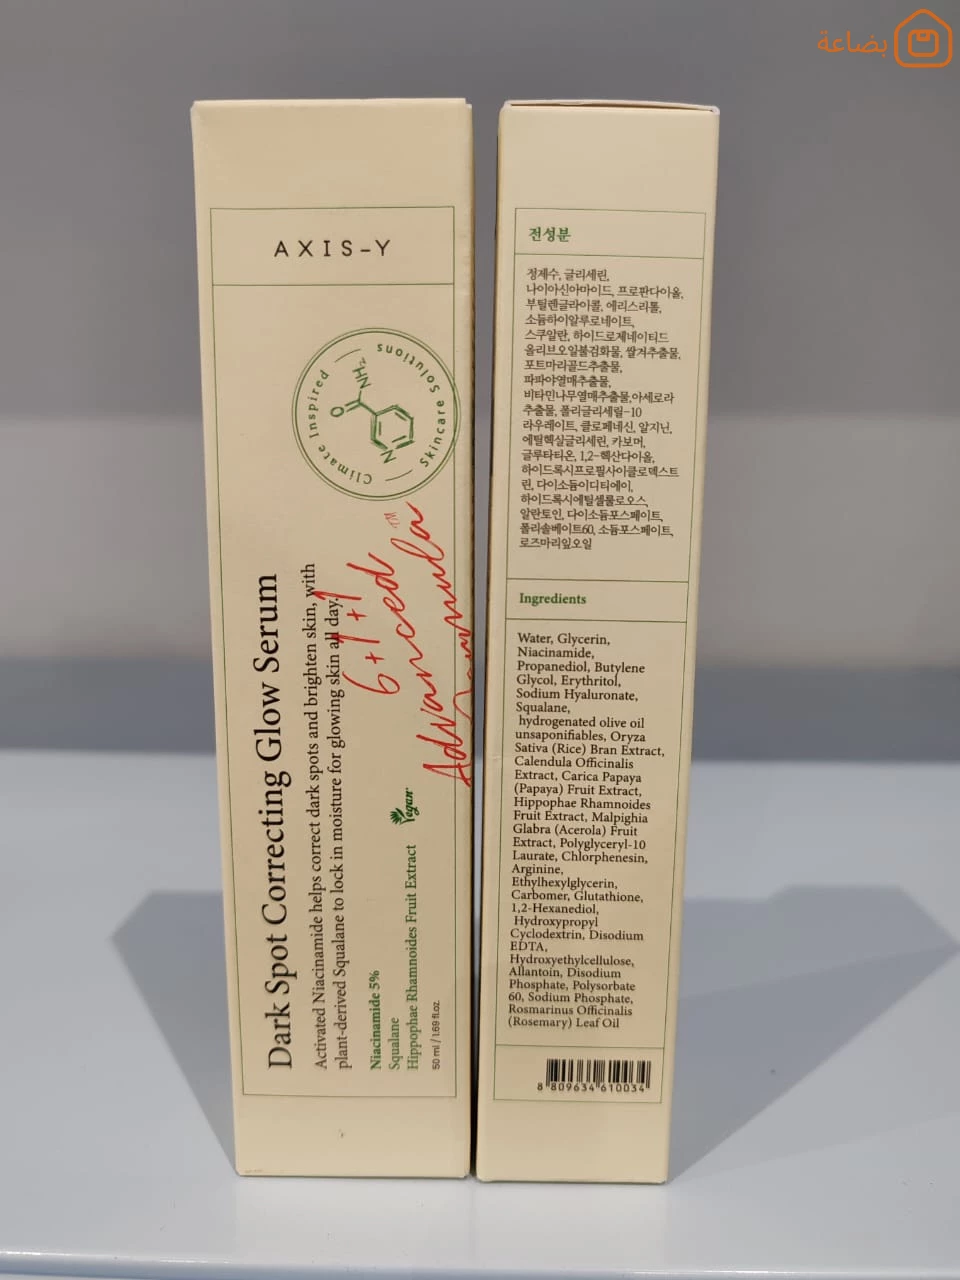 بضاعة
AXIS-Y
Climate Inspired
Skincare Solutions
NH₂
O
N
Dark Spot Correcting Glow Serum
Activated Niacinamide helps correct dark spots and brighten skin, with
plant-derived Squalane to lock in moisture for glowing skin all day.
6+1+1
Advanced
Formula
TM
Niacinamide 5%
Squalane
Hippophae Rhamnoides Fruit Extract
Vegan
50 ml / 1.69 fl.oz.
전성분
정제수, 글리세린,
나이아신아마이드, 프로판다이올,
부틸렌글라이콜, 에리스리톨,
소듐하이알루로네이트,
스쿠알란, 하이드로제네이티드
올리브오일불검화물, 쌀겨추출물,
포트마리골드추출물,
파파야열매추출물,
비타민나무열매추출물,아세로라
추출물, 폴리글리세릴-10
라우레이트, 클로페네신, 알지닌,
에틸헥실글리세린, 카보머,
글루타티온, 1,2-헥산다이올,
하이드록시프로필사이클로덱스트
린, 다이소듐이디티에이,
하이드록시에틸셀룰로오스,
알란토인, 다이소듐포스페이트,
폴리솔베이트60, 소듐포스페이트,
로즈마리잎오일
Ingredients
Water, Glycerin,
Niacinamide,
Propanediol, Butylene
Glycol, Erythritol,
Sodium Hyaluronate,
Squalane,
hydrogenated olive oil
unsaponifiables, Oryza
Sativa (Rice) Bran Extract,
Calendula Officinalis
Extract, Carica Papaya
(Papaya) Fruit Extract,
Hippophae Rhamnoides
Fruit Extract, Malpighia
Glabra (Acerola) Fruit
Extract, Polyglyceryl-10
Laurate, Chlorphenesin,
Arginine,
Ethylhexylglycerin,
Carbomer, Glutathione,
1,2-Hexanediol,
Hydroxypropyl
Cyclodextrin, Disodium
EDTA,
Hydroxyethylcellulose,
Allantoin, Disodium
Phosphate, Polysorbate
60, Sodium Phosphate,
Rosmarinus Officinalis
(Rosemary) Leaf Oil
8 809634 610034